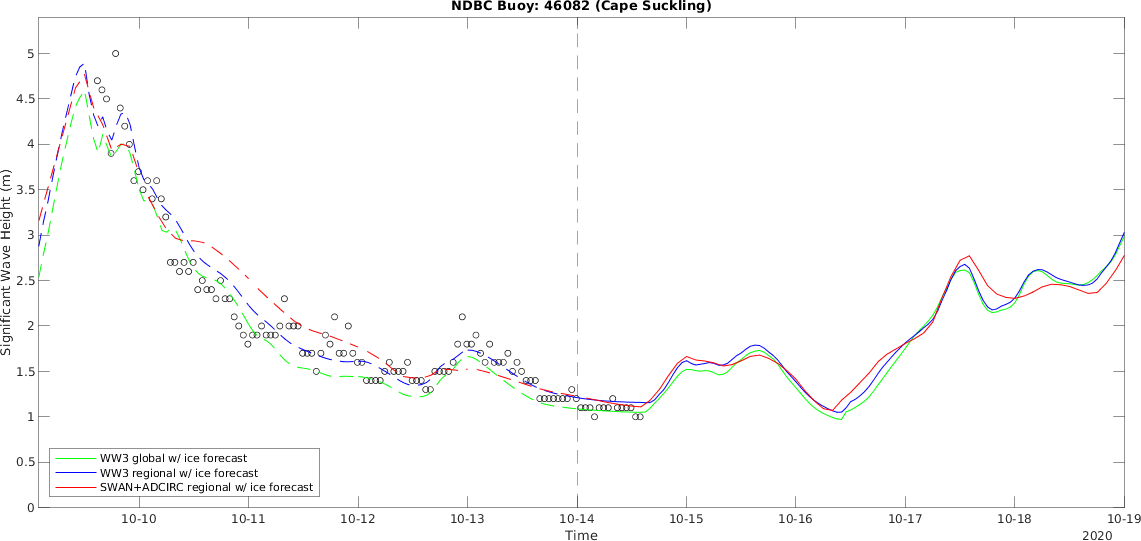 NDBC Buoy: 46082 (Cape Suckling)
Significant Wave Height (m)
5
4.5
4
3.5
3
2.5
2
1.5
1
0.5
0
WW3 global w/ ice forecast
WW3 regional w/ ice forecast
SWAN+ADCIRC regional w/ ice forecast
10-10 10-11 10-12 10-13 10-14 10-15 10-16 10-17 10-18 10-19
Time
2020